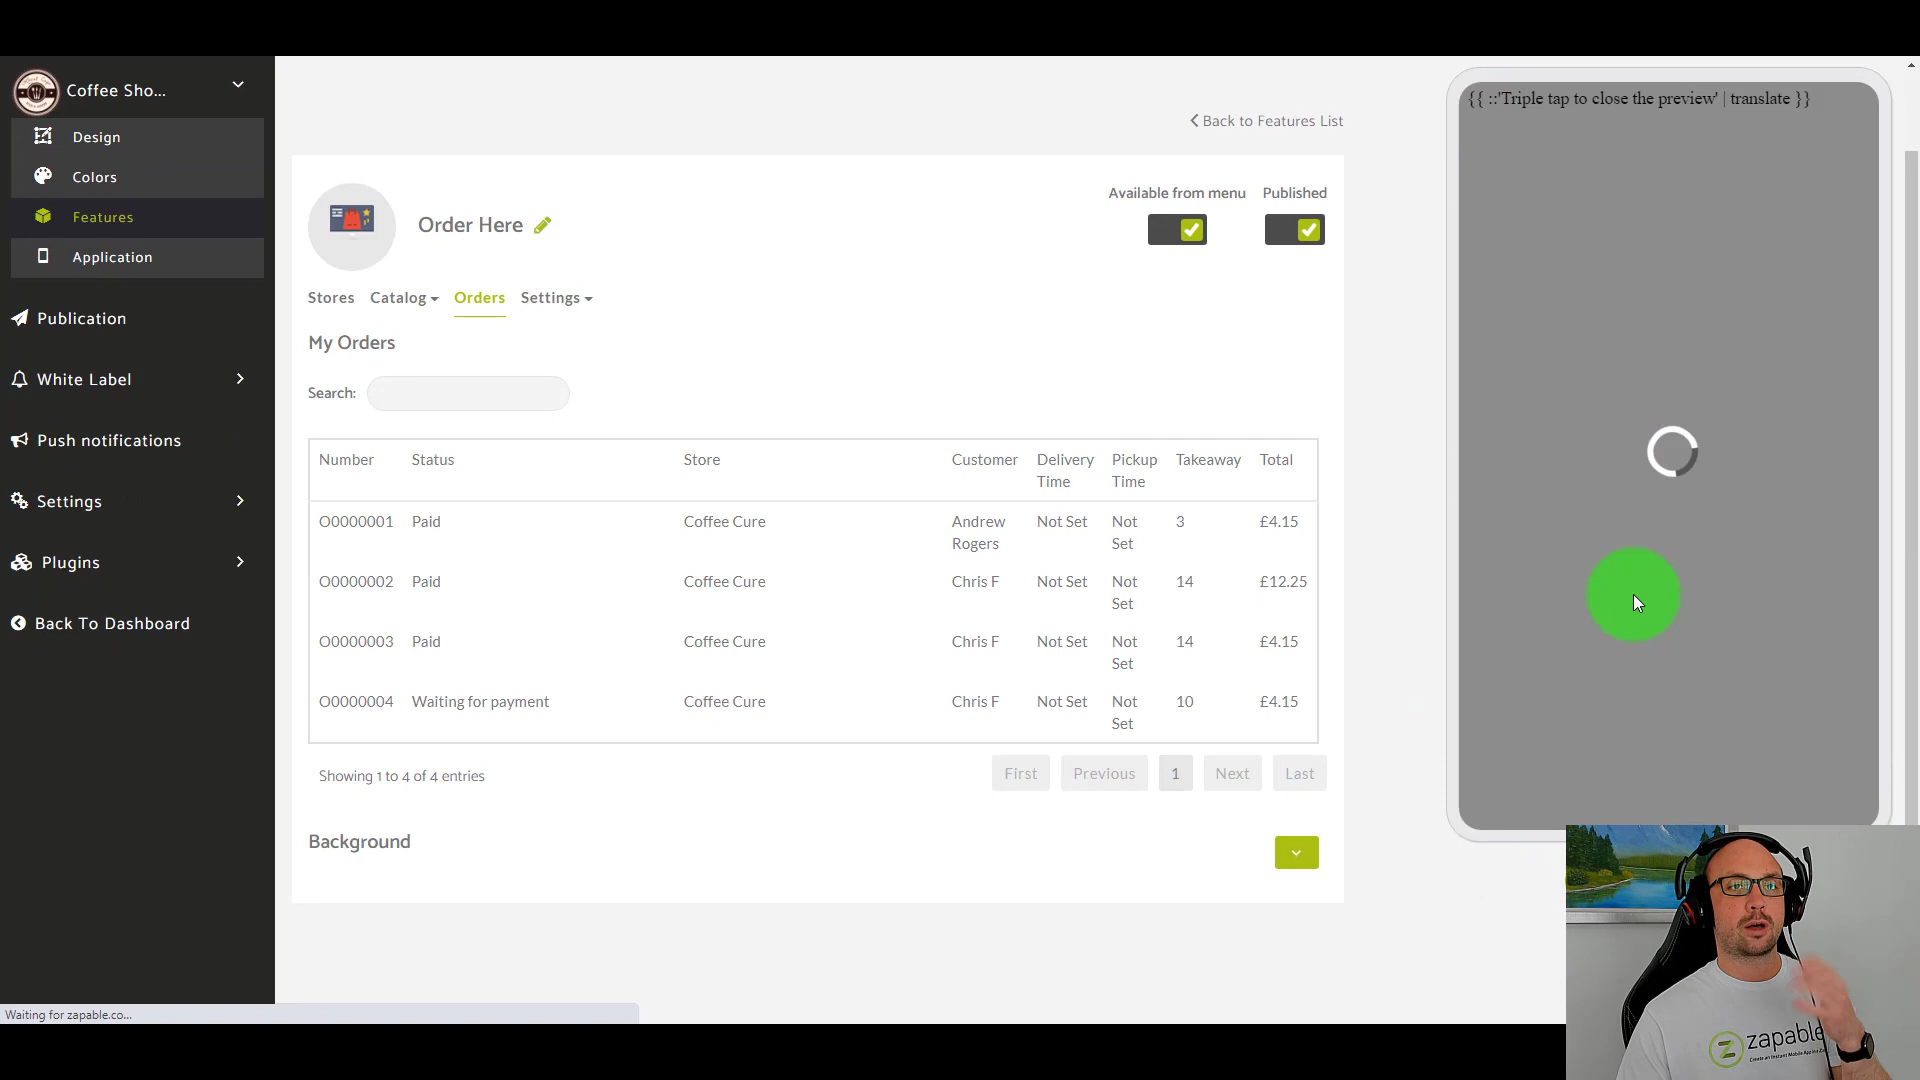 Coffee Sho...
Design
Colors
Features
Application
Publication
White Label
Push notifications
Settings
Plugins
Back To Dashboard
Waiting for zapable.co...
Back to Features List
Order Here
Available from menu
Published
Stores
Catalog
Orders
Settings
My Orders
Search:
Number Status Store Customer Delivery Time Pickup Time Takeaway Total
O0000001 Paid Coffee Cure Andrew Rogers Not Set Not Set 3 £4.15
O0000002 Paid Coffee Cure Chris F Not Set Not Set 14 £12.25
O0000003 Paid Coffee Cure Chris F Not Set Not Set 14 £4.15
O0000004 Waiting for payment Coffee Cure Chris F Not Set Not Set 10 £4.15
Showing 1 to 4 of 4 entries
First Previous 1 Next Last
Background
{{ ::'Triple tap to close the preview' | translate }}
zapable